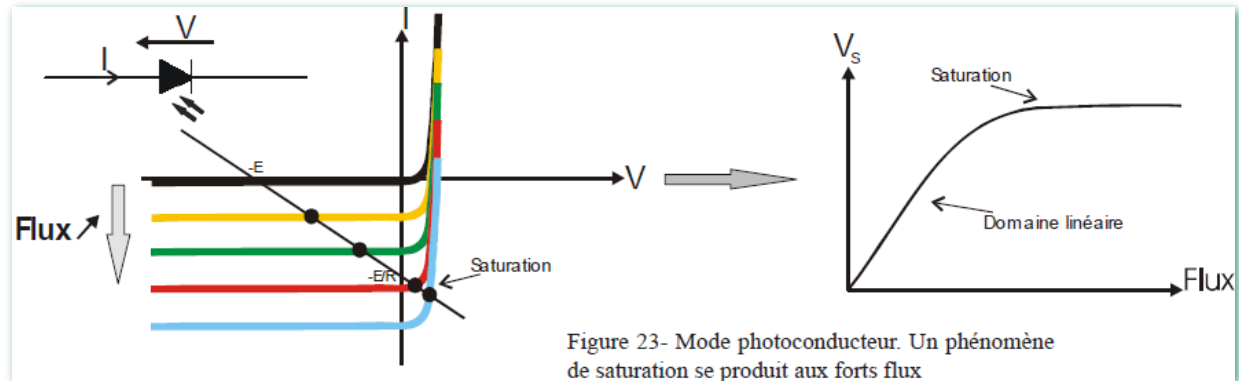 V
I
I
-E
V
Flux
-E/R
Saturation
Vs
Saturation
Domaine linéaire
Flux
Figure 23- Mode photoconducteur. Un phénomène
de saturation se produit aux forts flux